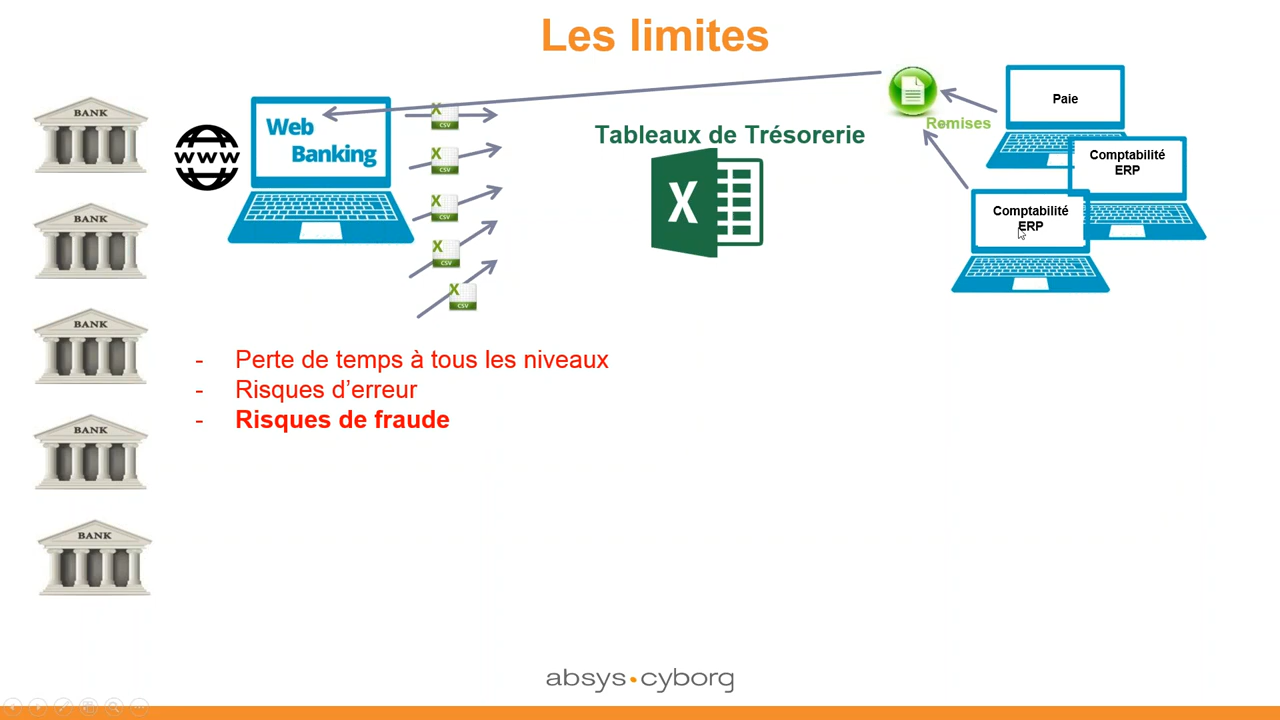 Les limites
BANK
BANK
BANK
BANK
BANK
www
Web
Banking
X
CSV
X
CSV
X
CSV
X
CSV
X
CSV
Tableaux de Trésorerie
X
Remises
Paie
Comptabilité
ERP
Comptabilité
ERP
- Perte de temps à tous les niveaux
- Risques d’erreur
- Risques de fraude
absys.cyborg